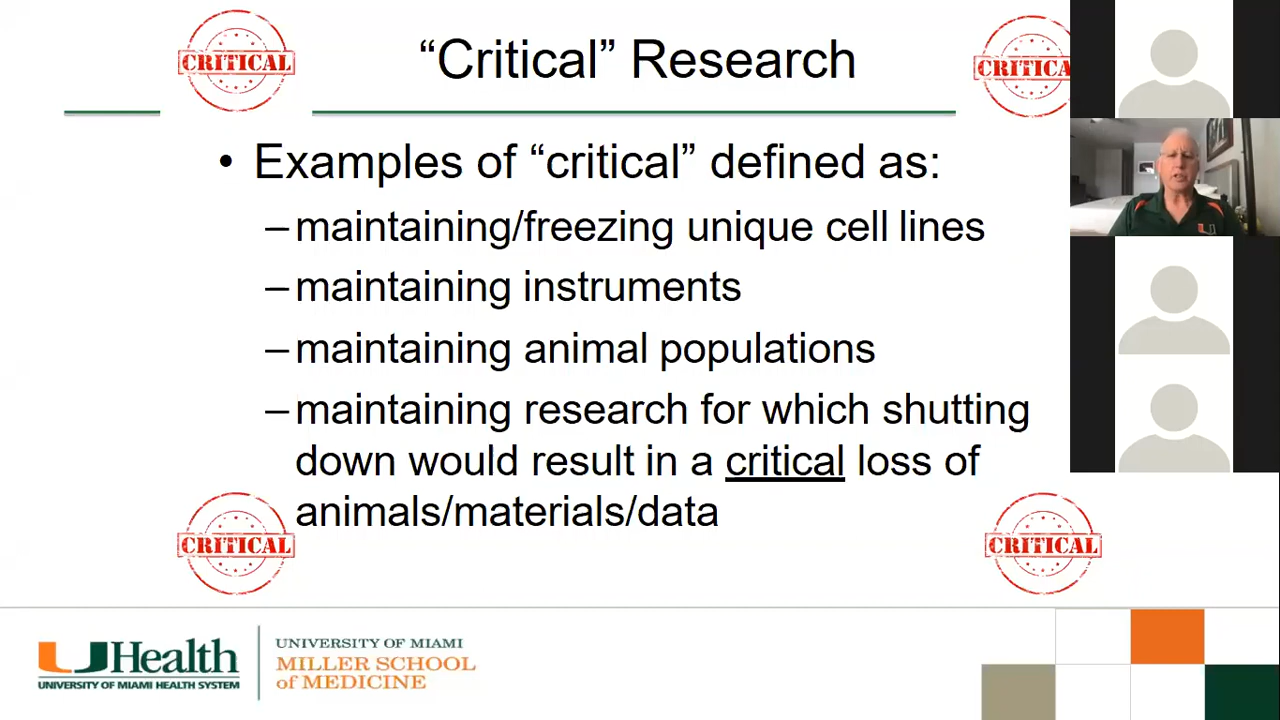 CRITICAL
“Critical” Research
CRITICA
• Examples of “critical” defined as:
–maintaining/freezing unique cell lines
–maintaining instruments
–maintaining animal populations
–maintaining research for which shutting
down would result in a critical loss of
animals/materials/data
CRITICAL
CRITICAL
UHealth
UNIVERSITY OF MIAMI HEALTH SYSTEM
UNIVERSITY OF MIAMI
MILLER SCHOOL
of MEDICINE
U